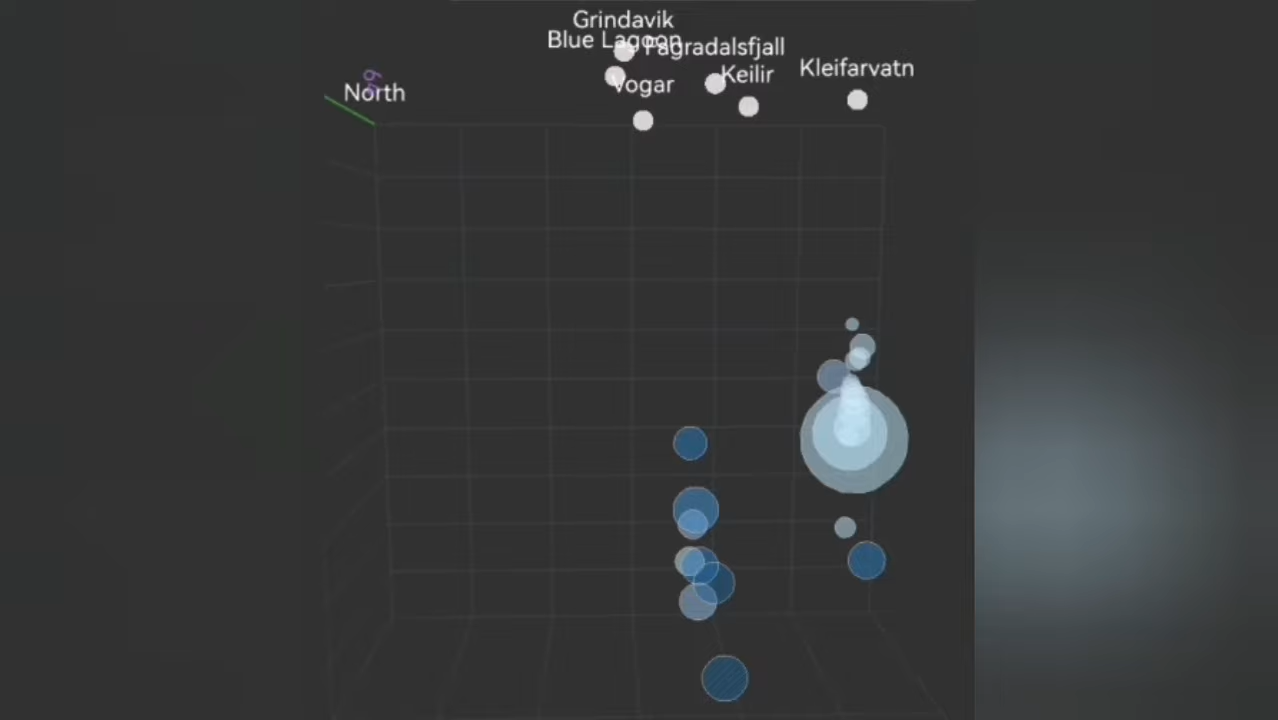 Grindavik
Blue Lagoon
Fagradalsfjall
Kleifarvatn
Keilir
Vogar
North